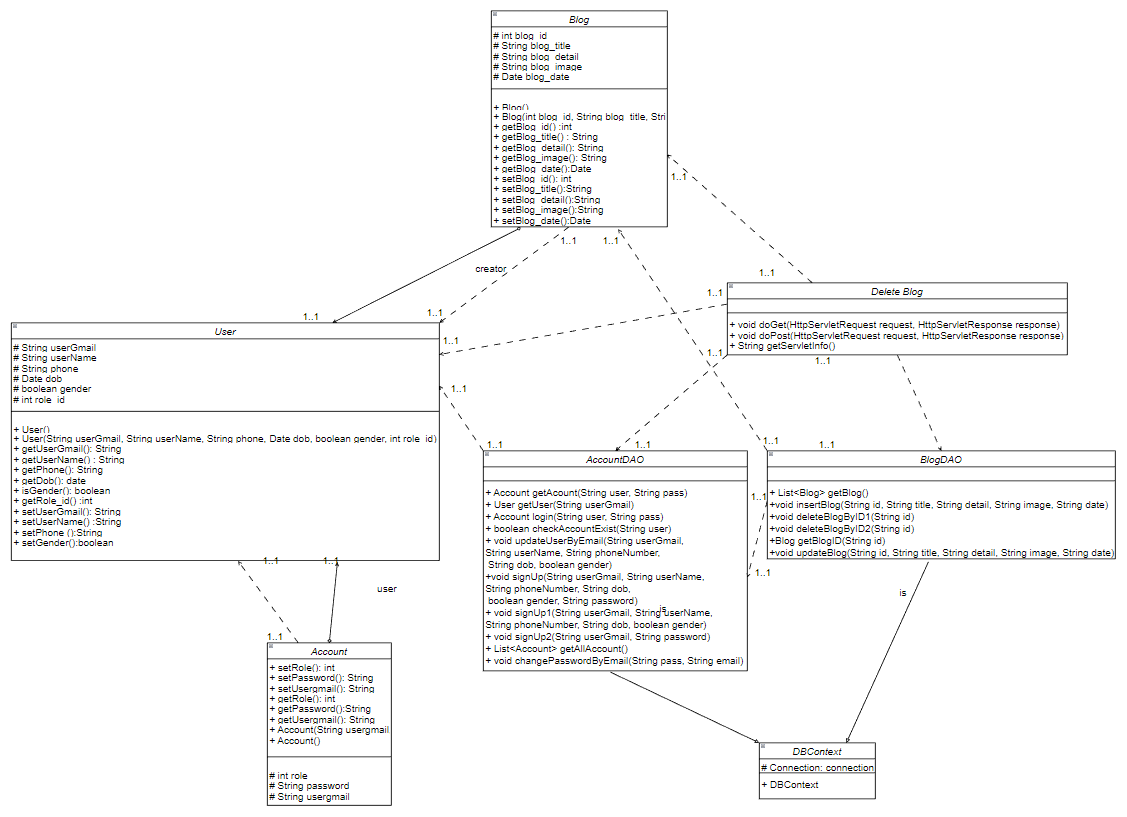 Blog
# int blog_id
# String blog_title
# String blog_detail
# String blog_image
# Date blog_date
+ Blog()
+ Blog(int blog_id, String blog_title, Stri
+ getBlog_id() :int
+ getBlog_title() : String
+ getBlog_detail(): String
+ getBlog_image(): String
+ getBlog_date():Date
+ setBlog_id(): int
+ setBlog_title():String
+ setBlog_detail():String
+ setBlog_image():String
+ setBlog_date():Date
1..1
1..1
1..1
creator
1..1
1..1
1..1
1..1
Delete Blog
+ void doGet(HttpServletRequest request, HttpServletResponse response)
+ void doPost(HttpServletRequest request, HttpServletResponse response)
+ String getServletInfo()
1..1
1..1
1..1
1..1
User
# String userGmail
# String userName
# String phone
# Date dob
# boolean gender
# int role_id
+ User()
+ User(String userGmail, String userName, String phone, Date dob, boolean gender, int role_id)
+ getUserGmail(): String
+ getUserName() : String
+ getPhone(): String
+ getDob(): date
+ isGender(): boolean
+ getRole_id() :int
+ setUserGmail(): String
+ setUserName() :String
+ setPhone ():String
+ setGender():boolean
1..1
1..1
1..1
1..1
AccountDAO
+ Account getAcount(String user, String pass)
+ User getUser(String userGmail)
+ Account login(String user, String pass)
+ boolean checkAccountExist(String user)
+ void updateUserByEmail(String userGmail,
String userName, String phoneNumber,
String dob, boolean gender)
+void signUp(String userGmail, String userName,
String phoneNumber, String dob,
boolean gender, String password)
+ void signUp1(String userGmail, String userName,
String phoneNumber, String dob, boolean gender)
+ void signUp2(String userGmail, String password)
+ List<Account> getAllAccount()
+ void changePasswordByEmail(String pass, String email)
is
1..1
1..1
BlogDAO
+ List<Blog> getBlog()
+void insertBlog(String id, String title, String detail, String image, String date)
+void deleteBlogByID1(String id)
+void deleteBlogByID2(String id)
+Blog getBlogID(String id)
+void updateBlog(String id, String title, String detail, String image, String date)
is
1..1
1..1
user
1..1
Account
+ setRole(): int
+ setPassword(): String
+ setUsergmail(): String
+ getRole(): int
+ getPassword():String
+ getUsergmail(): String
+ Account(String usergmail
+ Account()
# int role
# String password
# String usergmail
DBContext
# Connection: connection
+ DBContext